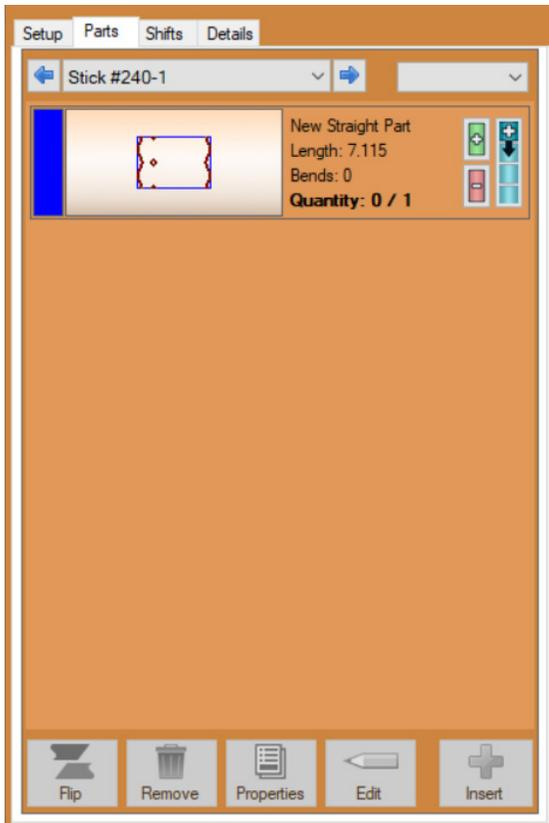 Setup Parts Shifts Details
Stick #240-1
New Straight Part
Length: 7.115
Bends: 0
Quantity: 0 / 1
Flip Remove Properties Edit Insert